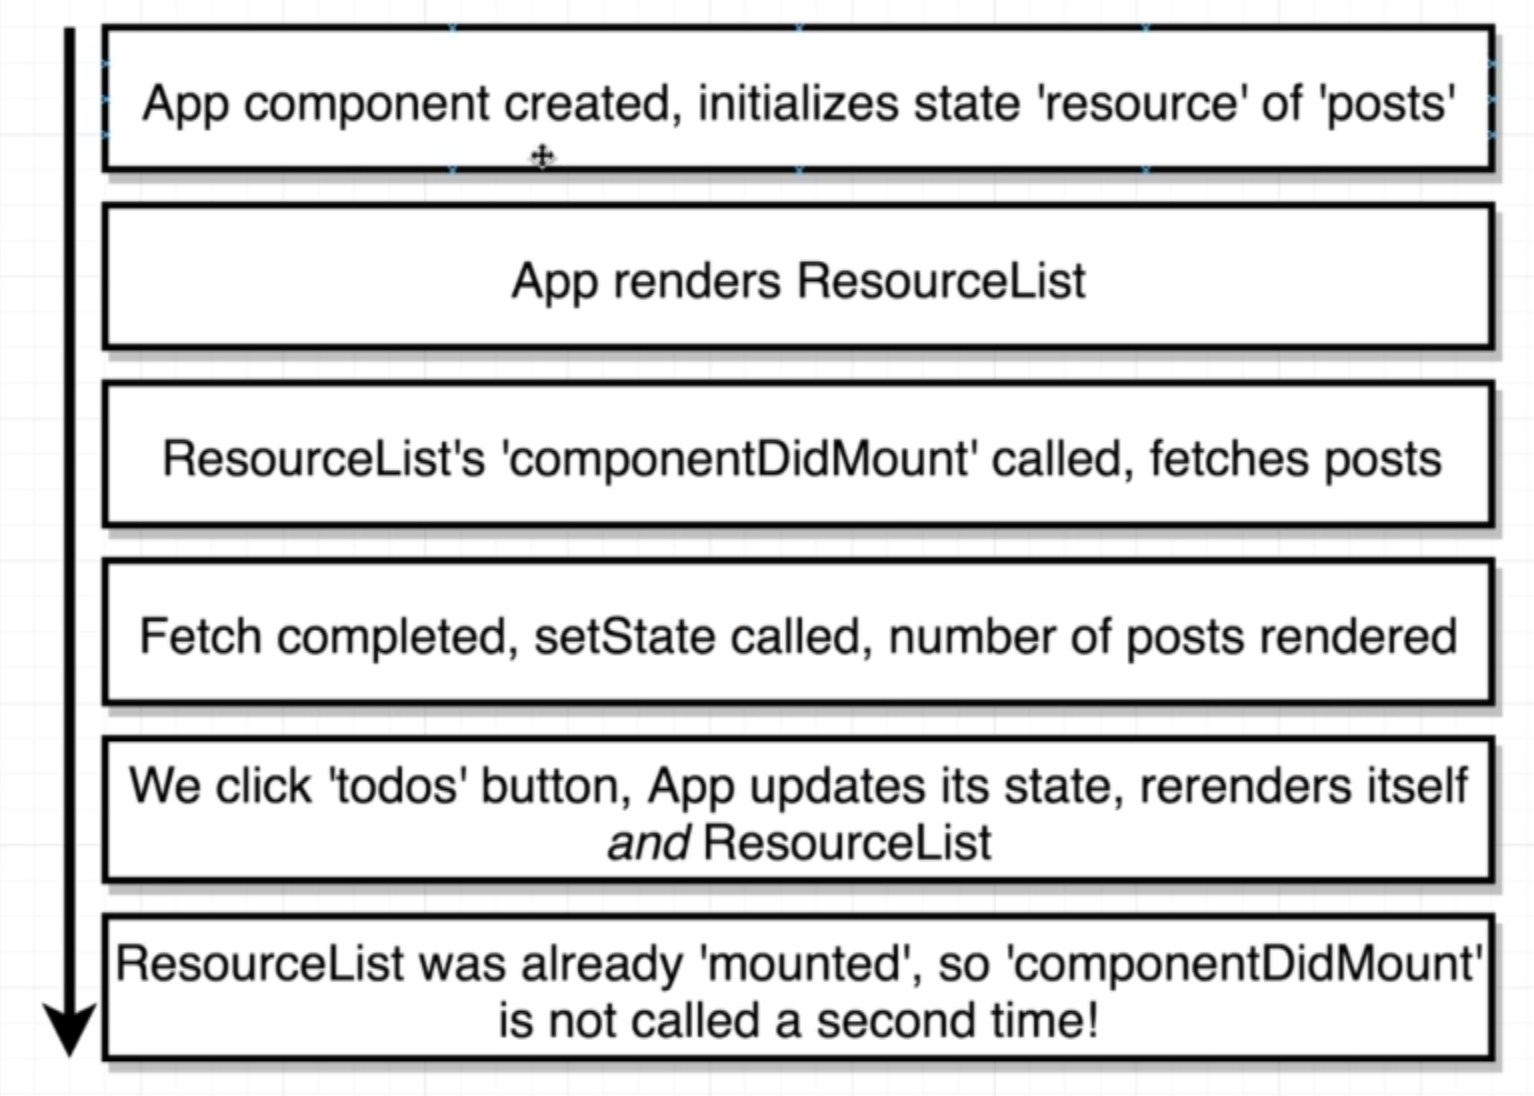 App component created, initializes state 'resource' of 'posts'
App renders ResourceList
ResourceList's 'componentDidMount' called, fetches posts
Fetch completed, setState called, number of posts rendered
We click 'todos' button, App updates its state, rerenders itself
and ResourceList
ResourceList was already 'mounted', so 'componentDidMount'
is not called a second time!